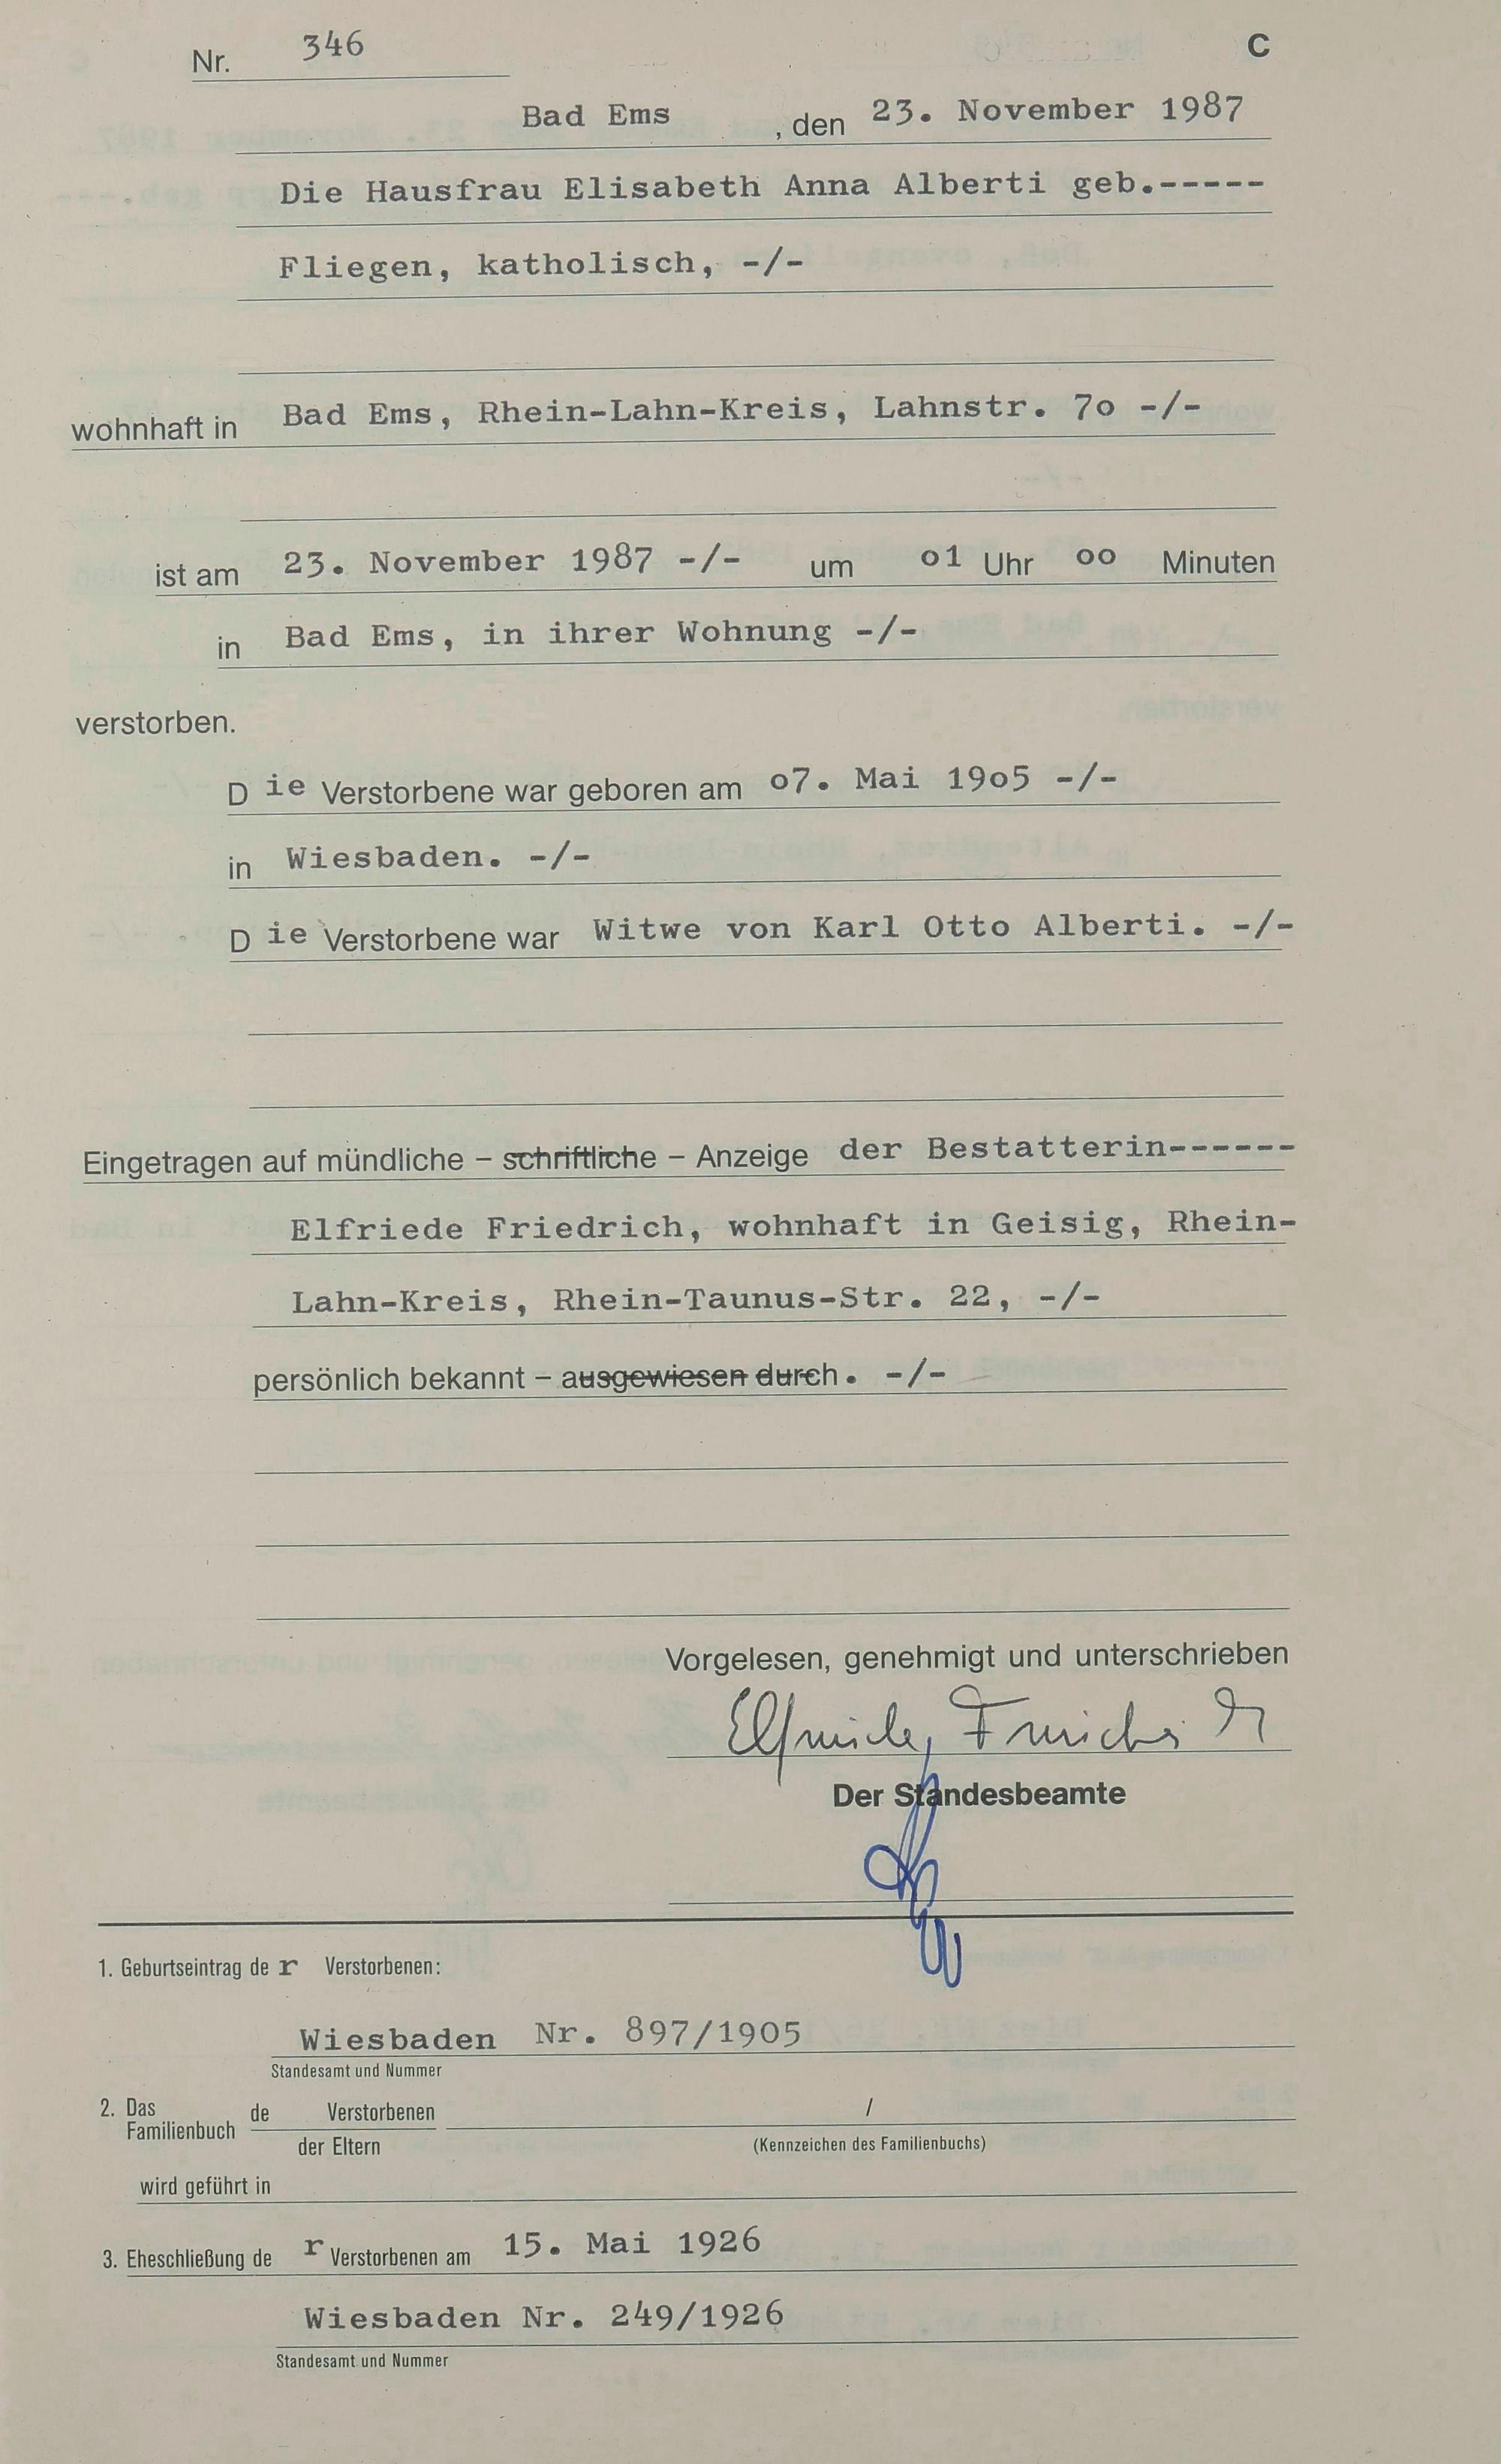 Nr. 346 C
Bad Ems , den 23. November 1987
Die Hausfrau Elisabeth Anna Alberti geb.-----
Fliegen, katholisch, -/-
wohnhaft in Bad Ems, Rhein-Lahn-Kreis, Lahnstr. 7o -/-
ist am 23. November 1987 -/- um o1 Uhr oo Minuten
in Bad Ems, in ihrer Wohnung -/-
verstorben.
D ie Verstorbene war geboren am o7. Mai 19o5 -/-
in Wiesbaden. -/-
D ie Verstorbene war Witwe von Karl Otto Alberti. -/-
Eingetragen auf mündliche – schriftliche – Anzeige der Bestatterin------
Elfriede Friedrich, wohnhaft in Geisig, Rhein-
Lahn-Kreis, Rhein-Taunus-Str. 22, -/-
persönlich bekannt – ausgewiesen durch . -/-
Vorgelesen, genehmigt und unterschrieben
Elfriede Friedrich
Der Standesbeamte
1. Geburtseintrag de r Verstorbenen:
Wiesbaden Nr. 897/1905
Standesamt und Nummer
2. Das Familienbuch de Verstorbenen /
der Eltern (Kennzeichen des Familienbuchs)
wird geführt in
3. Eheschließung de r Verstorbenen am 15. Mai 1926
Wiesbaden Nr. 249/1926
Standesamt und Nummer